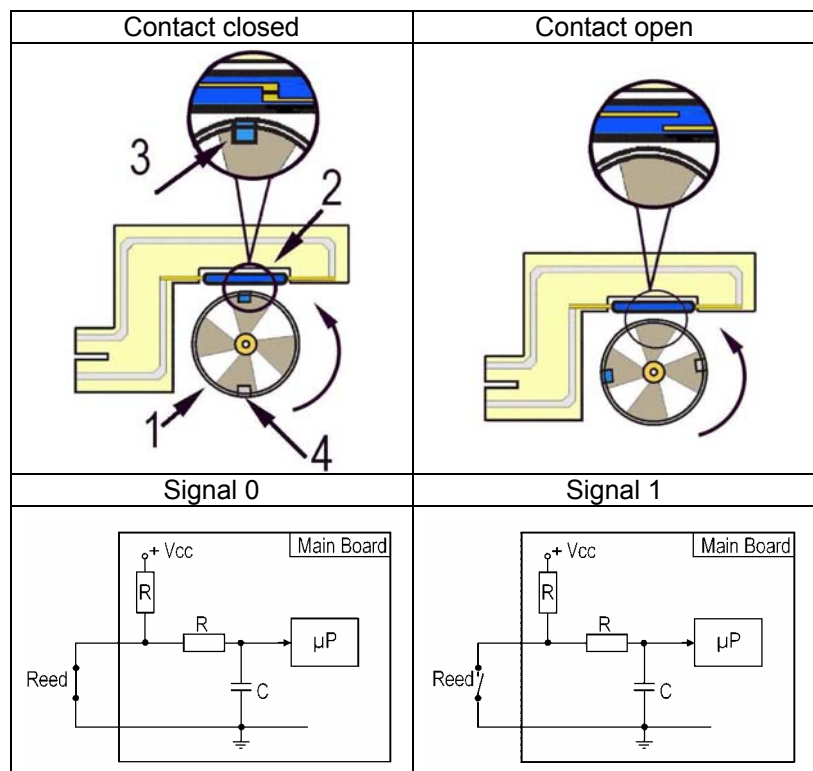 Contact closed
Contact open
3
2
1
4
Signal 0
Signal 1
+ Vcc
Main Board
R
R
µP
Reed
C
+ Vcc
Main Board
R
R
µP
Reed
C